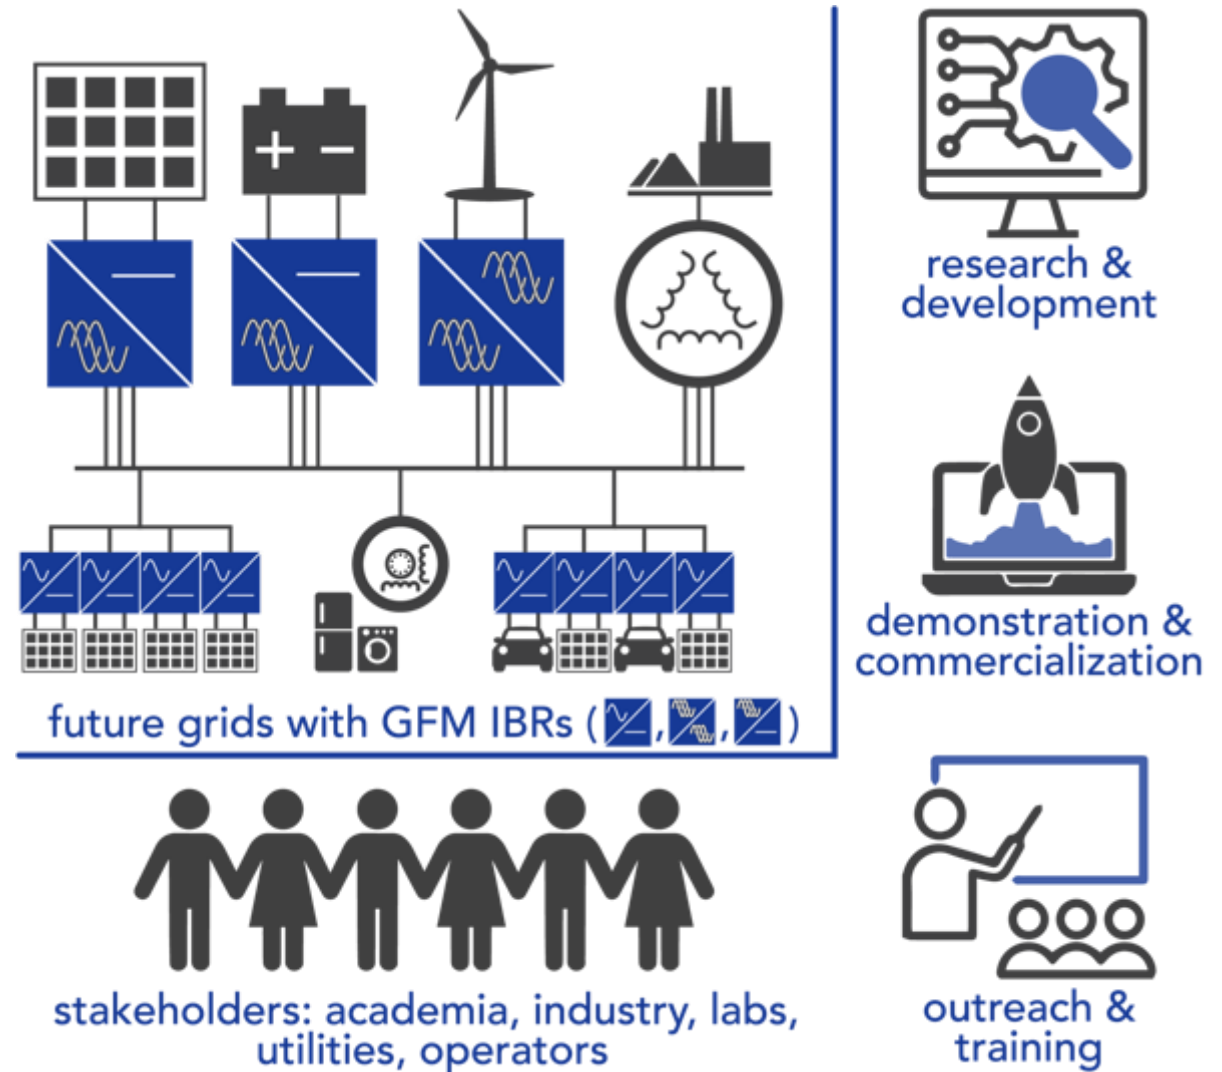 future grids with GFM IBRs ( , , )
stakeholders: academia, industry, labs,
utilities, operators
research &
development
demonstration &
commercialization
outreach &
training